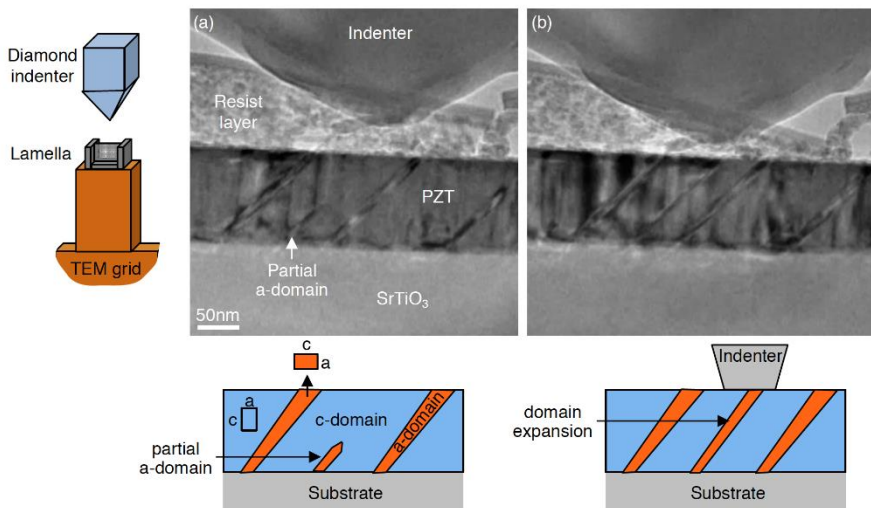 Diamond
indenter
Lamella
TEM grid
(a)
Indenter
Resist
layer
PZT
Partial
a-domain
SrTiO₃
50nm
(b)
c
a
a
c
c-domain
a-domain
partial
a-domain
Substrate
Indenter
domain
expansion
Substrate